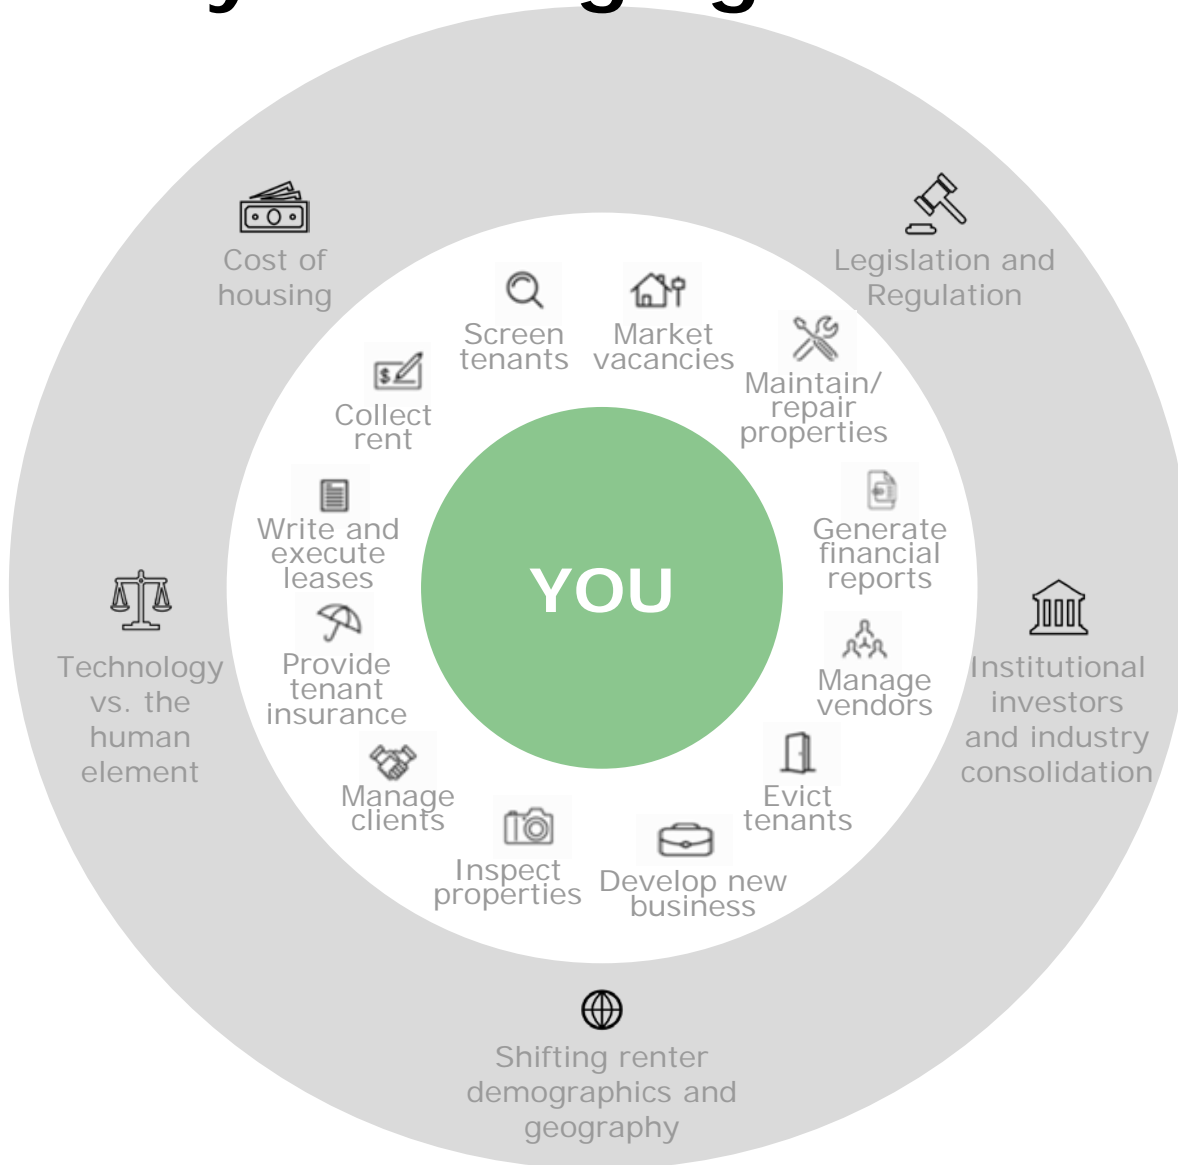 Cost of
housing
Legislation and
Regulation
Screen
tenants
Market
vacancies
Maintain/
repair
properties
Collect
rent
Write and
execute
leases
Generate
financial
reports
YOU
Technology
vs. the
human
element
Provide
tenant
insurance
Manage
vendors
Institutional
investors
and industry
consolidation
Manage
clients
Evict
tenants
Inspect
properties
Develop new
business
Shifting renter
demographics and
geography